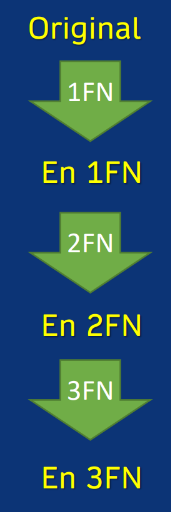 Original
1FN
En 1FN
2FN
En 2FN
3FN
En 3FN